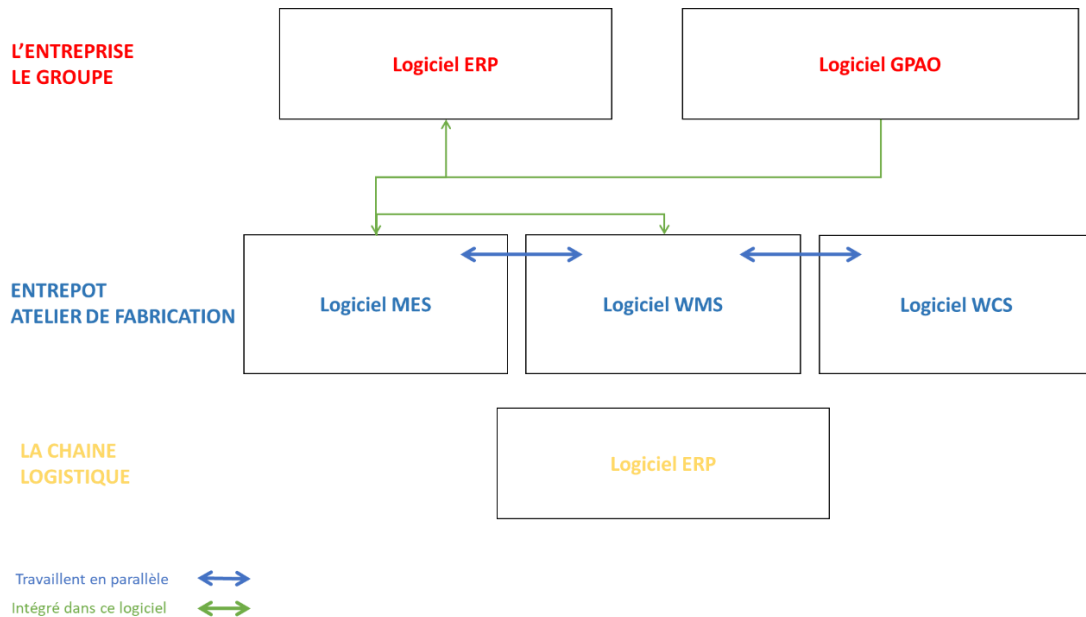 L'ENTREPRISE
LE GROUPE
Logiciel ERP
Logiciel GPAO
ENTREPOT
ATELIER DE FABRICATION
Logiciel MES
Logiciel WMS
Logiciel WCS
LA CHAINE
LOGISTIQUE
Logiciel ERP
Travaillent en parallèle
Intégré dans ce logiciel